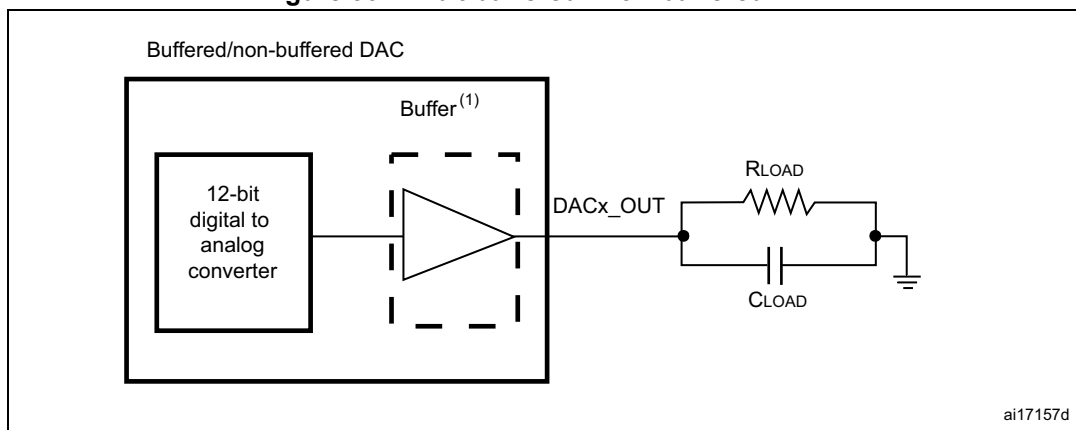 Buffered/non-buffered DAC
Buffer (1)
12-bit
digital to
analog
converter
DACx_OUT
RLOAD
CLOAD
ai17157d